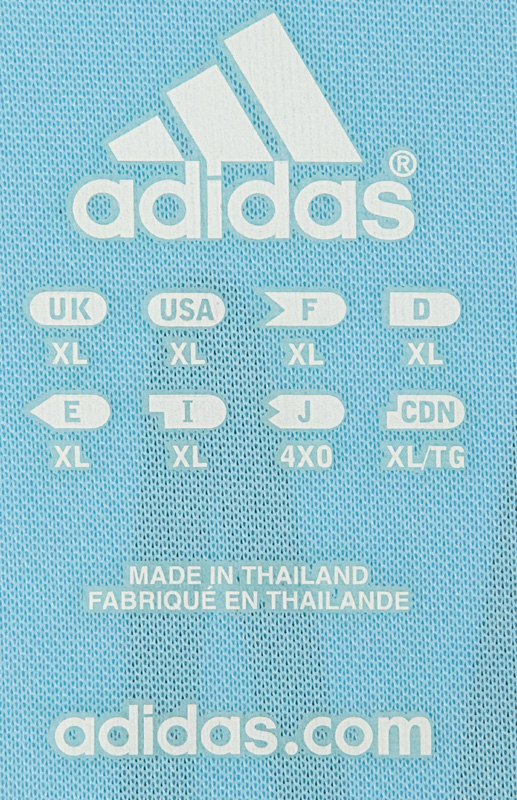 adidas®
UK USA F D
XL XL XL XL
E I J CDN
XL XL 4XO XL/TG
MADE IN THAILAND
FABRIQUÉ EN THAILANDE
adidas.com